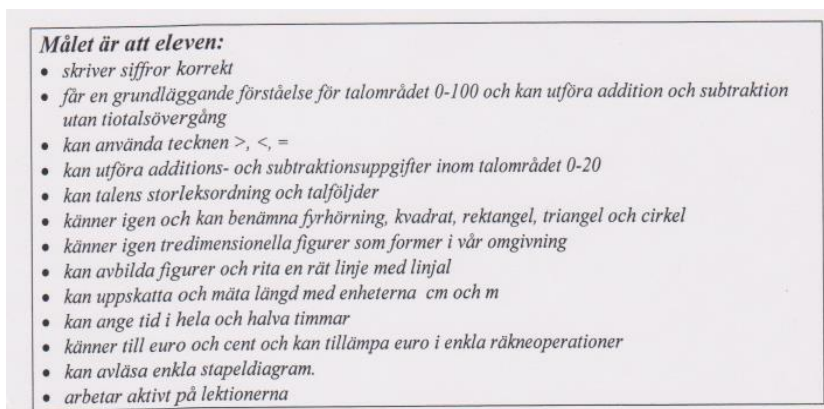 Målet är att eleven:
• skriver siffror korrekt
• får en grundläggande förståelse för talområdet 0-100 och kan utföra addition och subtraktion
utan tiotalsövergång
• kan använda tecknen >, <, =
• kan utföra additions- och subtraktionsuppgifter inom talområdet 0-20
• kan talens storleksordning och talföljder
• känner igen och kan benämna fyrhörning, kvadrat, rektangel, triangel och cirkel
• känner igen tredimensionella figurer som former i vår omgivning
• kan avbilda figurer och rita en rät linje med linjal
• kan uppskatta och mäta längd med enheterna cm och m
• kan ange tid i hela och halva timmar
• känner till euro och cent och kan tillämpa euro i enkla räkneoperationer
• kan avläsa enkla stapeldiagram.
• arbetar aktivt på lektionerna